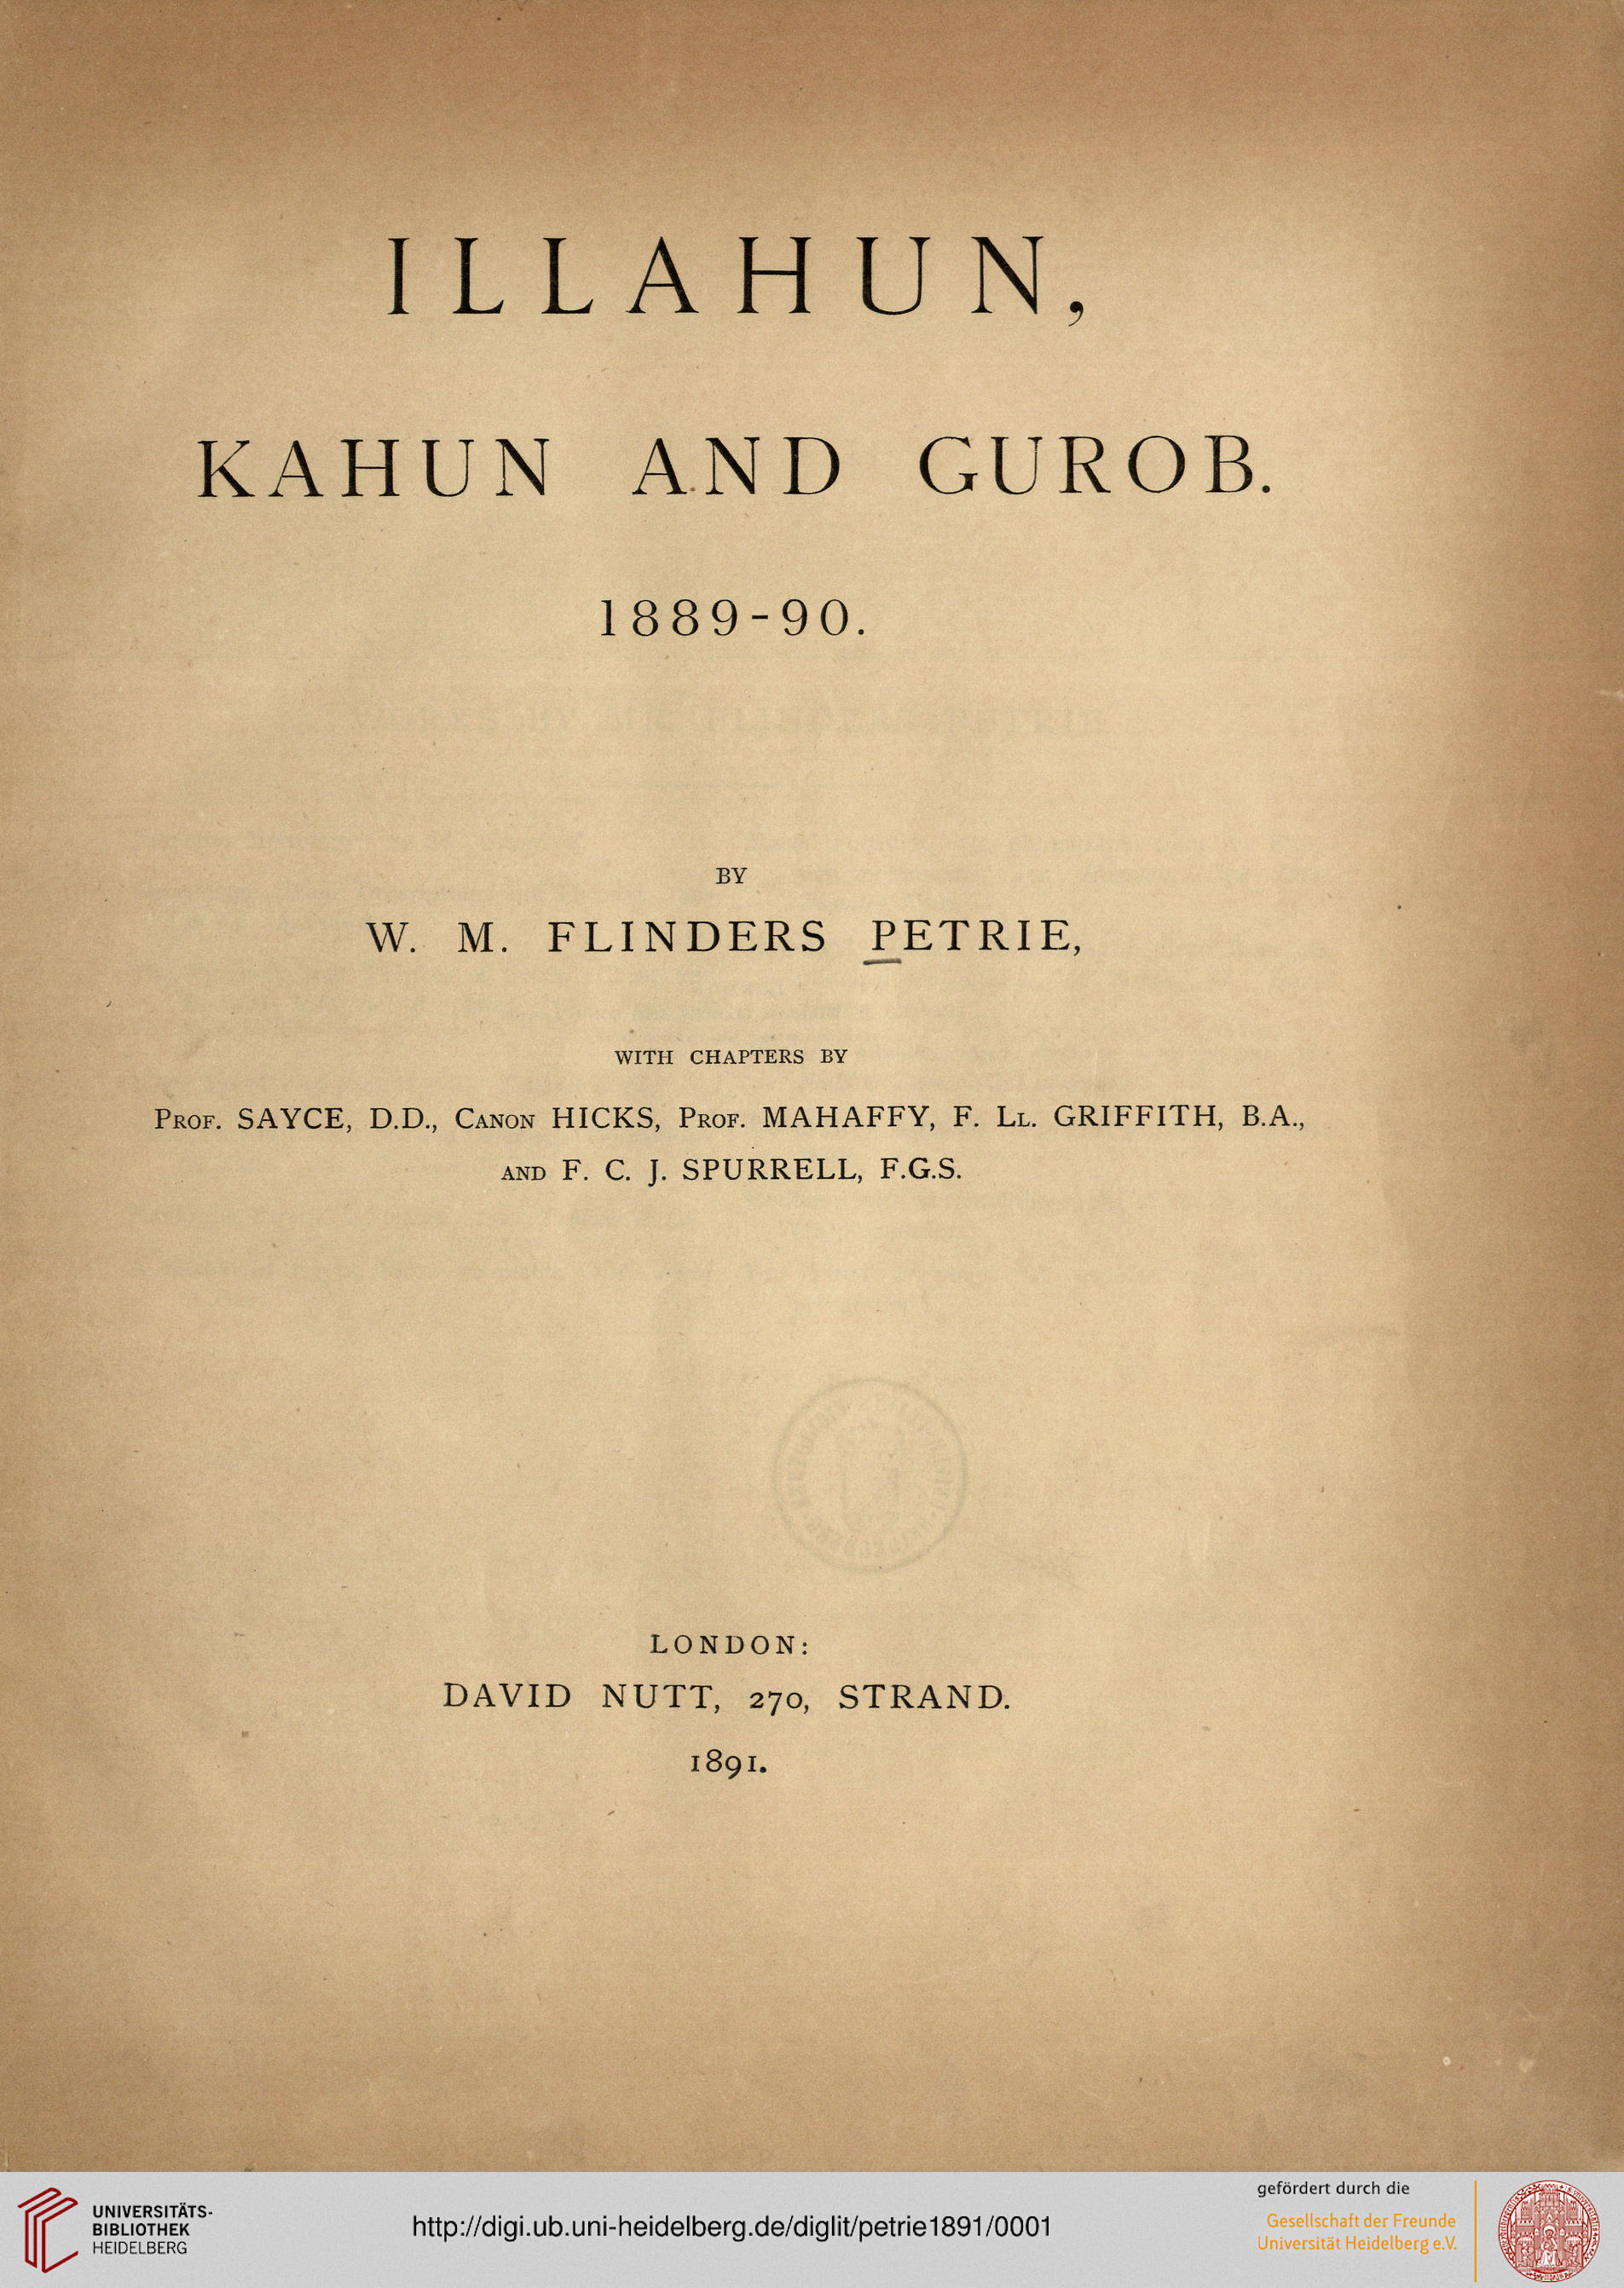 ILLAHUN,
KAHUN AND GUROB.
1889-90.
BY
W. M. FLINDERS PETRIE,
WITH CHAPTERS BY
PROF. SAYCE, D.D., CANON HICKS, PROF. MAHAFFY, F. LL. GRIFFITH, B.A.,
AND F. C. J. SPURRELL, F.G.S.
LONDON:
DAVID NUTT, 270, STRAND.
1891.
UNIVERSITÄTS-
BIBLIOTHEK
HEIDELBERG
http://digi.ub.uni-heidelberg.de/diglit/petrie1891/0001
gefördert durch die
Gesellschaft der Freunde
Universität Heidelberg e.V.